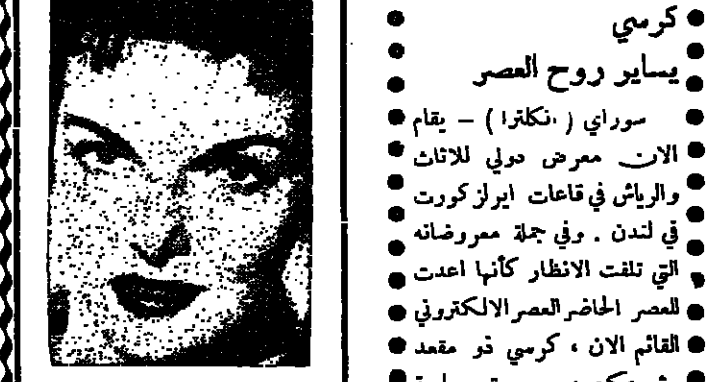 كرسي
يساير روح العصر
سوراي ( انكلترا ) – يقام
الان معرض دولي للاثاث
والرياش في قاعات ايرلز كورت
في لندن . وفي جملة معروضاته
التي تلفت الانظار كأنها اعدت
للعصر الحاضر العصر الالكتروني
القائم الان ، كرسي ذو مقعد